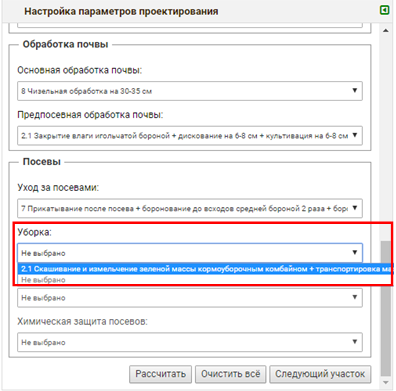 Настройка параметров проектирования
Обработка почвы
Основная обработка почвы:
8 Чизельная обработка на 30-35 см
Предпосевная обработка почвы:
2.1 Закрытие влаги игольчатой бороной + дискование на 6-8 см + культивация на 6-8 см
Посевы
Уход за посевами:
7 Прикатывание после посева + боронование до всходов средней бороной 2 раза + бор
Уборка:
Не выбрано
2.1 Скашивание и измельчение зеленой массы кормоуборочным комбайном + транспортировка ма
Не выбрано
Не выбрано
Химическая защита посевов:
Не выбрано
Рассчитать Очистить всё Следующий участок